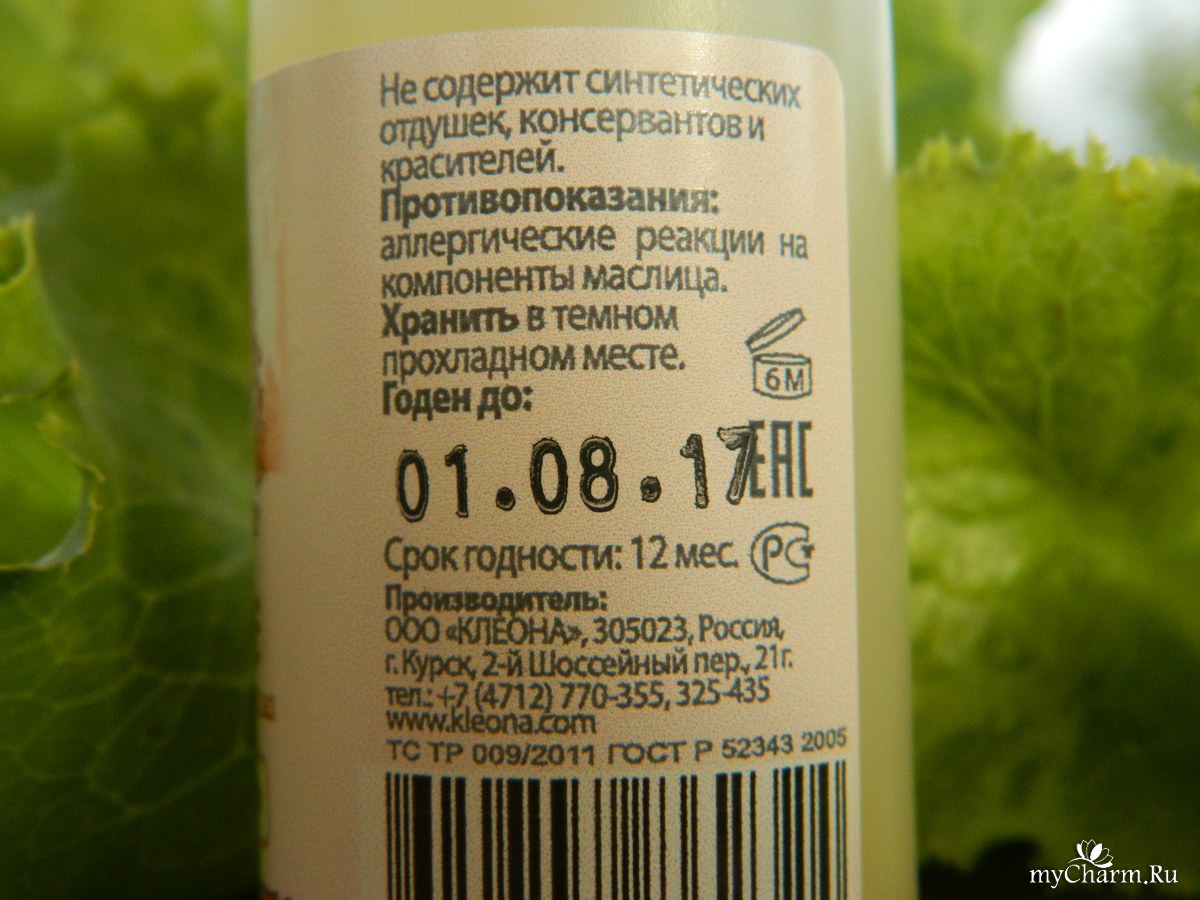 Не содержит синтетических
отдушек, консервантов и
красителей.
Противопоказания:
аллергические реакции на
компоненты маслица.
Хранить в темном
прохладном месте.
6М
Годен до:
01.08.17
ЕАС
Срок годности: 12 мес.
РСТ
Производитель:
ООО «КЛЕОНА», 305023, Россия,
г. Курск, 2-й Шоссейный пер., 21г.
тел.: +7 (4712) 770-355, 325-435
www.kleona.com
ТС ТР 009/2011 ГОСТ Р 52343 2005
myCharm.Ru